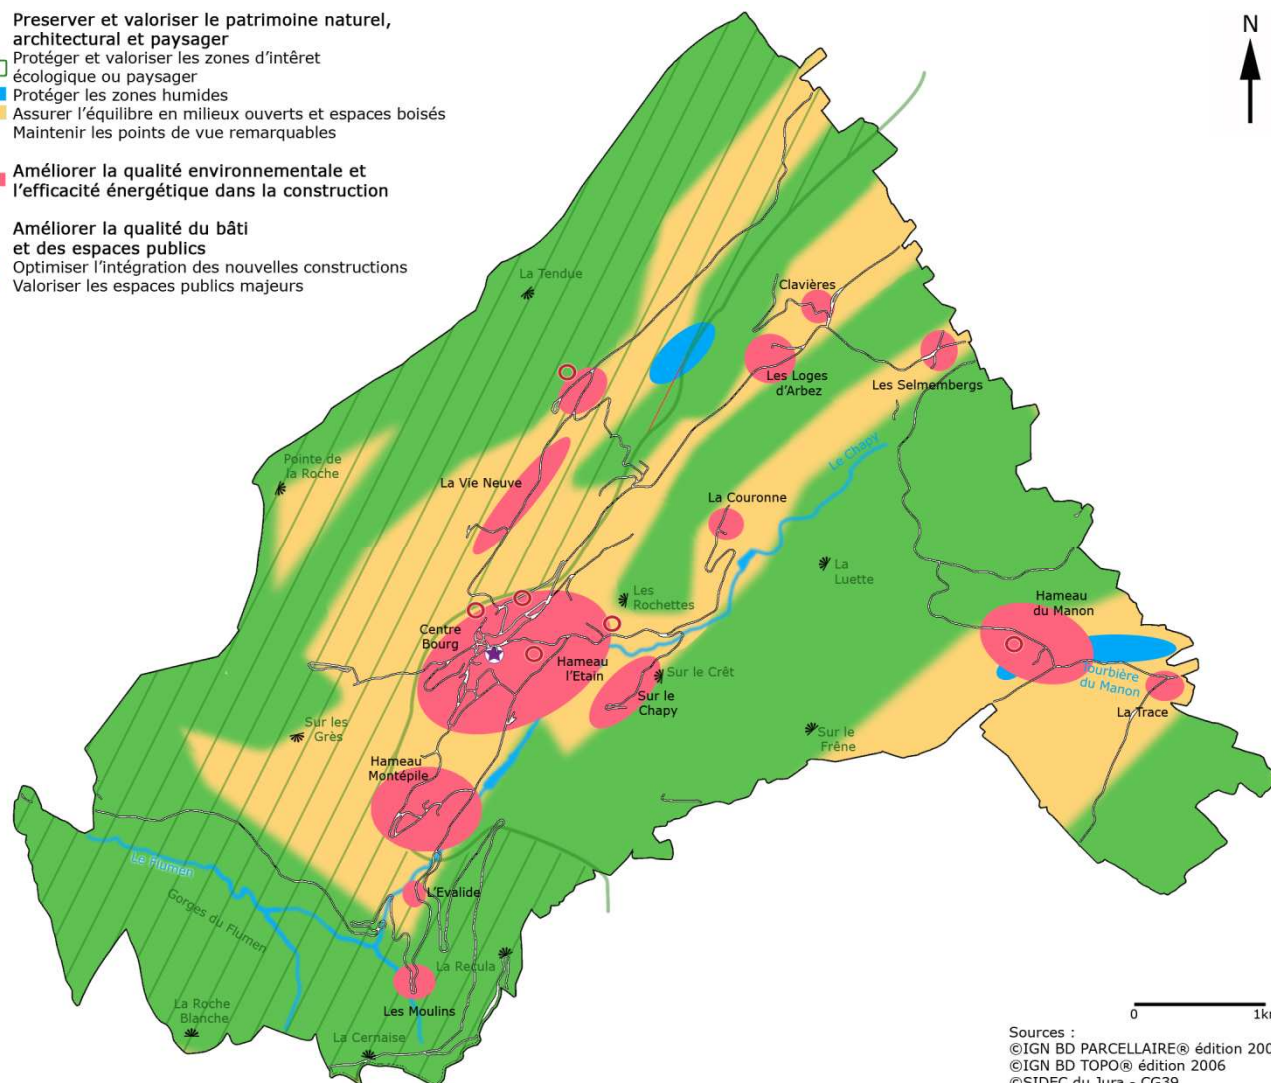 Preserver et valoriser le patrimoine naturel,
architectural et paysager
Protéger et valoriser les zones d'intêret
écologique ou paysager
Protéger les zones humides
Assurer l'équilibre en milieux ouverts et espaces boisés
Maintenir les points de vue remarquables
Améliorer la qualité environnementale et
l'efficacité énergétique dans la construction
Améliorer la qualité du bâti
et des espaces publics
Optimiser l'intégration des nouvelles constructions
Valoriser les espaces publics majeurs
N
La Tendue
Clavières
Les Loges
d'Arbez
Les Selmembergs
Pointe de
la Roche
La Vie Neuve
Le Chapy
La Couronne
La
Luette
Les
Rochettes
Hameau
du Manon
Centre
Bourg
Hameau
l'Etain
Sur le Crêt
Sur le
Chapy
Tourbière
du Manon
La Trace
Sur les
Grès
Sur le
Frêne
Hameau
Montépile
Le Flumen
Gorges du Flumen
L'Evalide
La Recula
La Roche
Blanche
Les Moulins
La Cernaise
0 1km
Sources :
©IGN BD PARCELLAIRE® édition 200
©IGN BD TOPO® édition 2006
©SIDEC du Jura - CG39